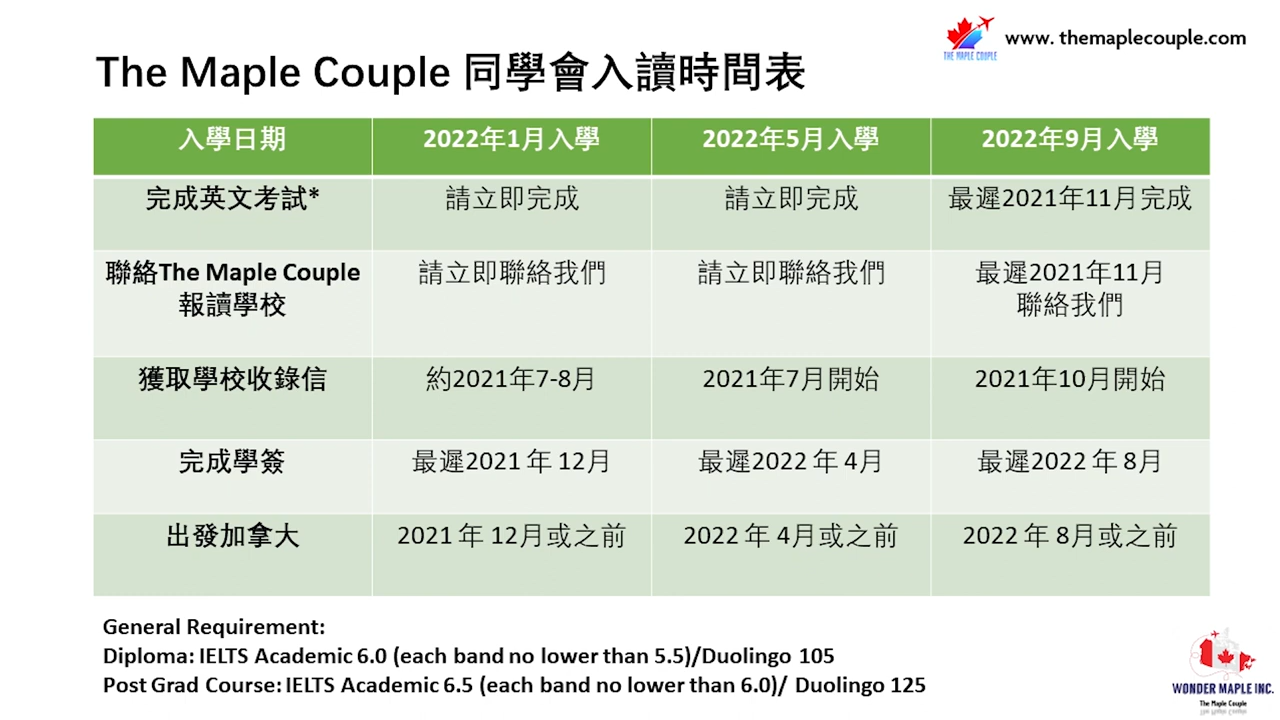 THE MAPLE COUPLE
www. themaplecouple.com
The Maple Couple 同學會入讀時間表
入學日期 2022年1月入學 2022年5月入學 2022年9月入學
完成英文考試* 請立即完成 請立即完成 最遲2021年11月完成
聯絡The Maple Couple 請立即聯絡我們 請立即聯絡我們 最遲2021年11月
報讀學校 聯絡我們
獲取學校收錄信 約2021年7-8月 2021年7月開始 2021年10月開始
完成學簽 最遲2021 年 12月 最遲2022 年 4月 最遲2022 年 8月
出發加拿大 2021 年 12月或之前 2022 年 4月或之前 2022 年 8月或之前
General Requirement:
Diploma: IELTS Academic 6.0 (each band no lower than 5.5)/Duolingo 105
Post Grad Course: IELTS Academic 6.5 (each band no lower than 6.0)/ Duolingo 125
WONDER MAPLE INC.
The Maple Couple